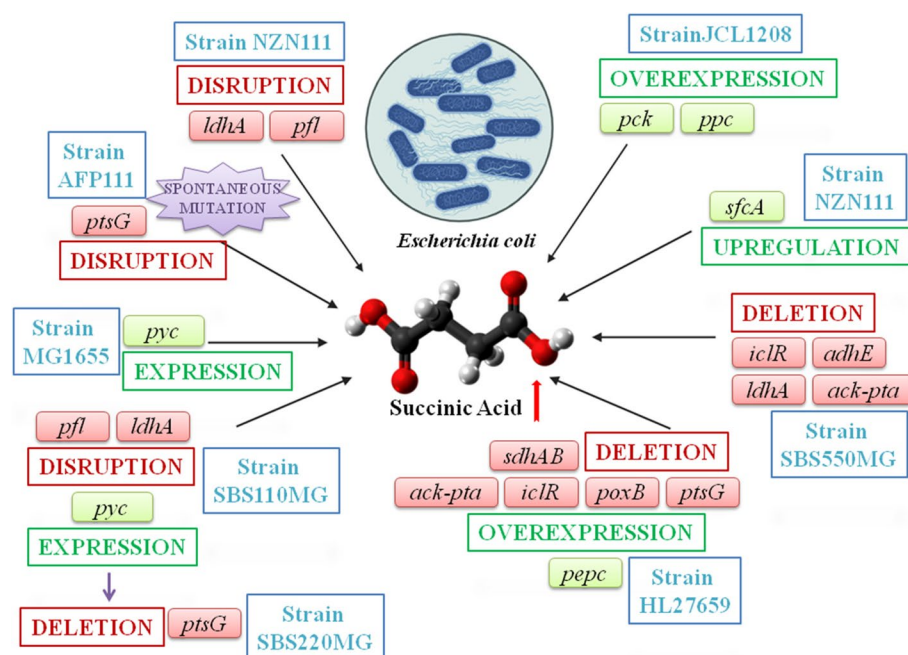 Strain NZN111
DISRUPTION
ldhA
pfl
StrainJCL1208
OVEREXPRESSION
pck
ppc
Strain
AFP111
SPONTANEOUS
MUTATION
ptsG
DISRUPTION
Escherichia coli
sfcA
Strain
NZN111
UPREGULATION
Strain
MG1655
pyc
EXPRESSION
Succinic Acid
DELETION
iclR
adhE
ldhA
ack-pta
Strain
SBS550MG
pfl
ldhA
DISRUPTION
Strain
SBS110MG
pyc
EXPRESSION
DELETION
ptsG
Strain
SBS220MG
sdhAB
DELETION
ack-pta
iclR
poxB
ptsG
OVEREXPRESSION
pepc
Strain
HL27659